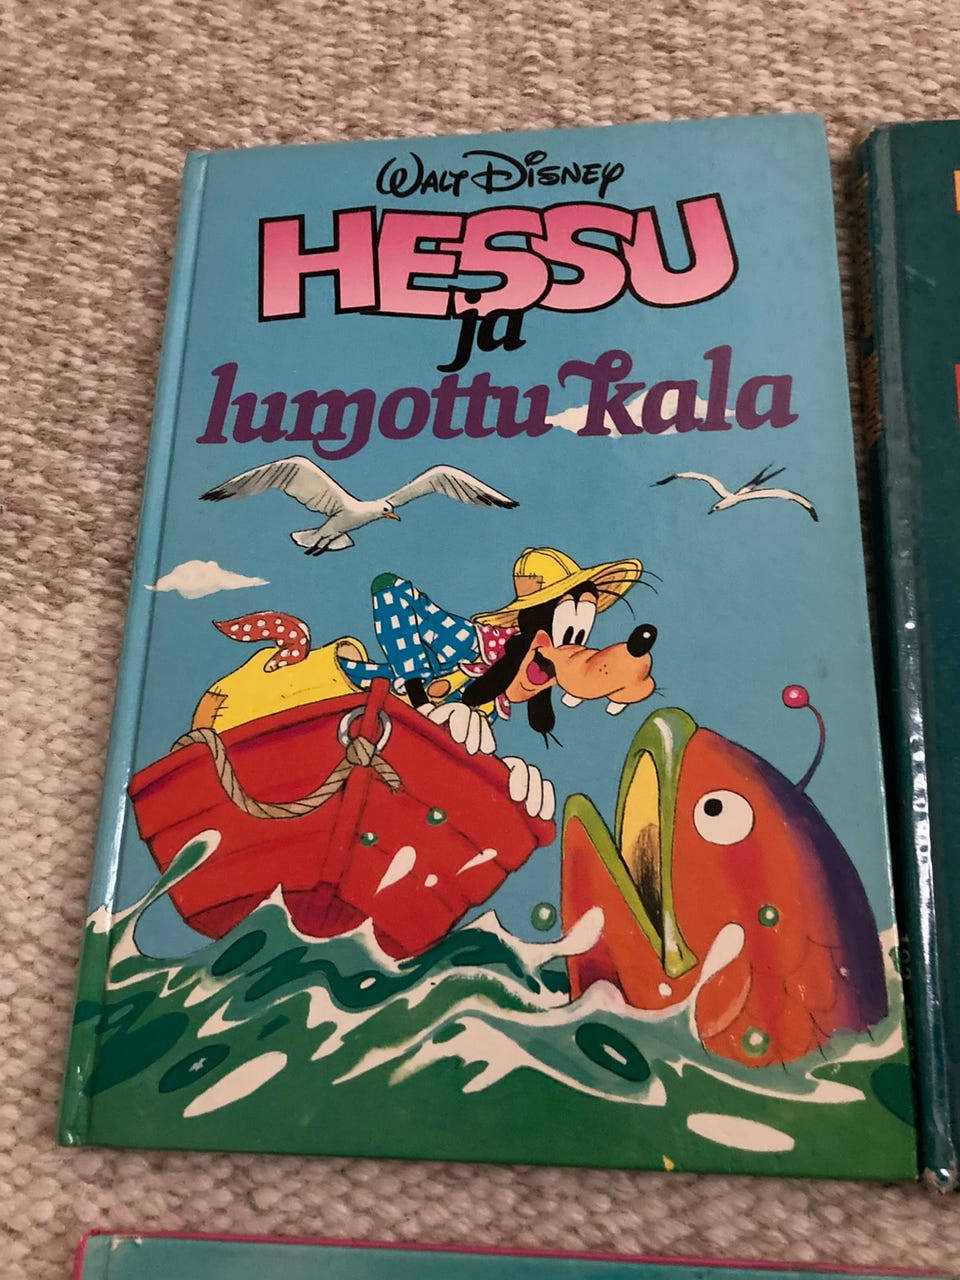 WALT DISNEY
HESSU
ja
lumottu kala